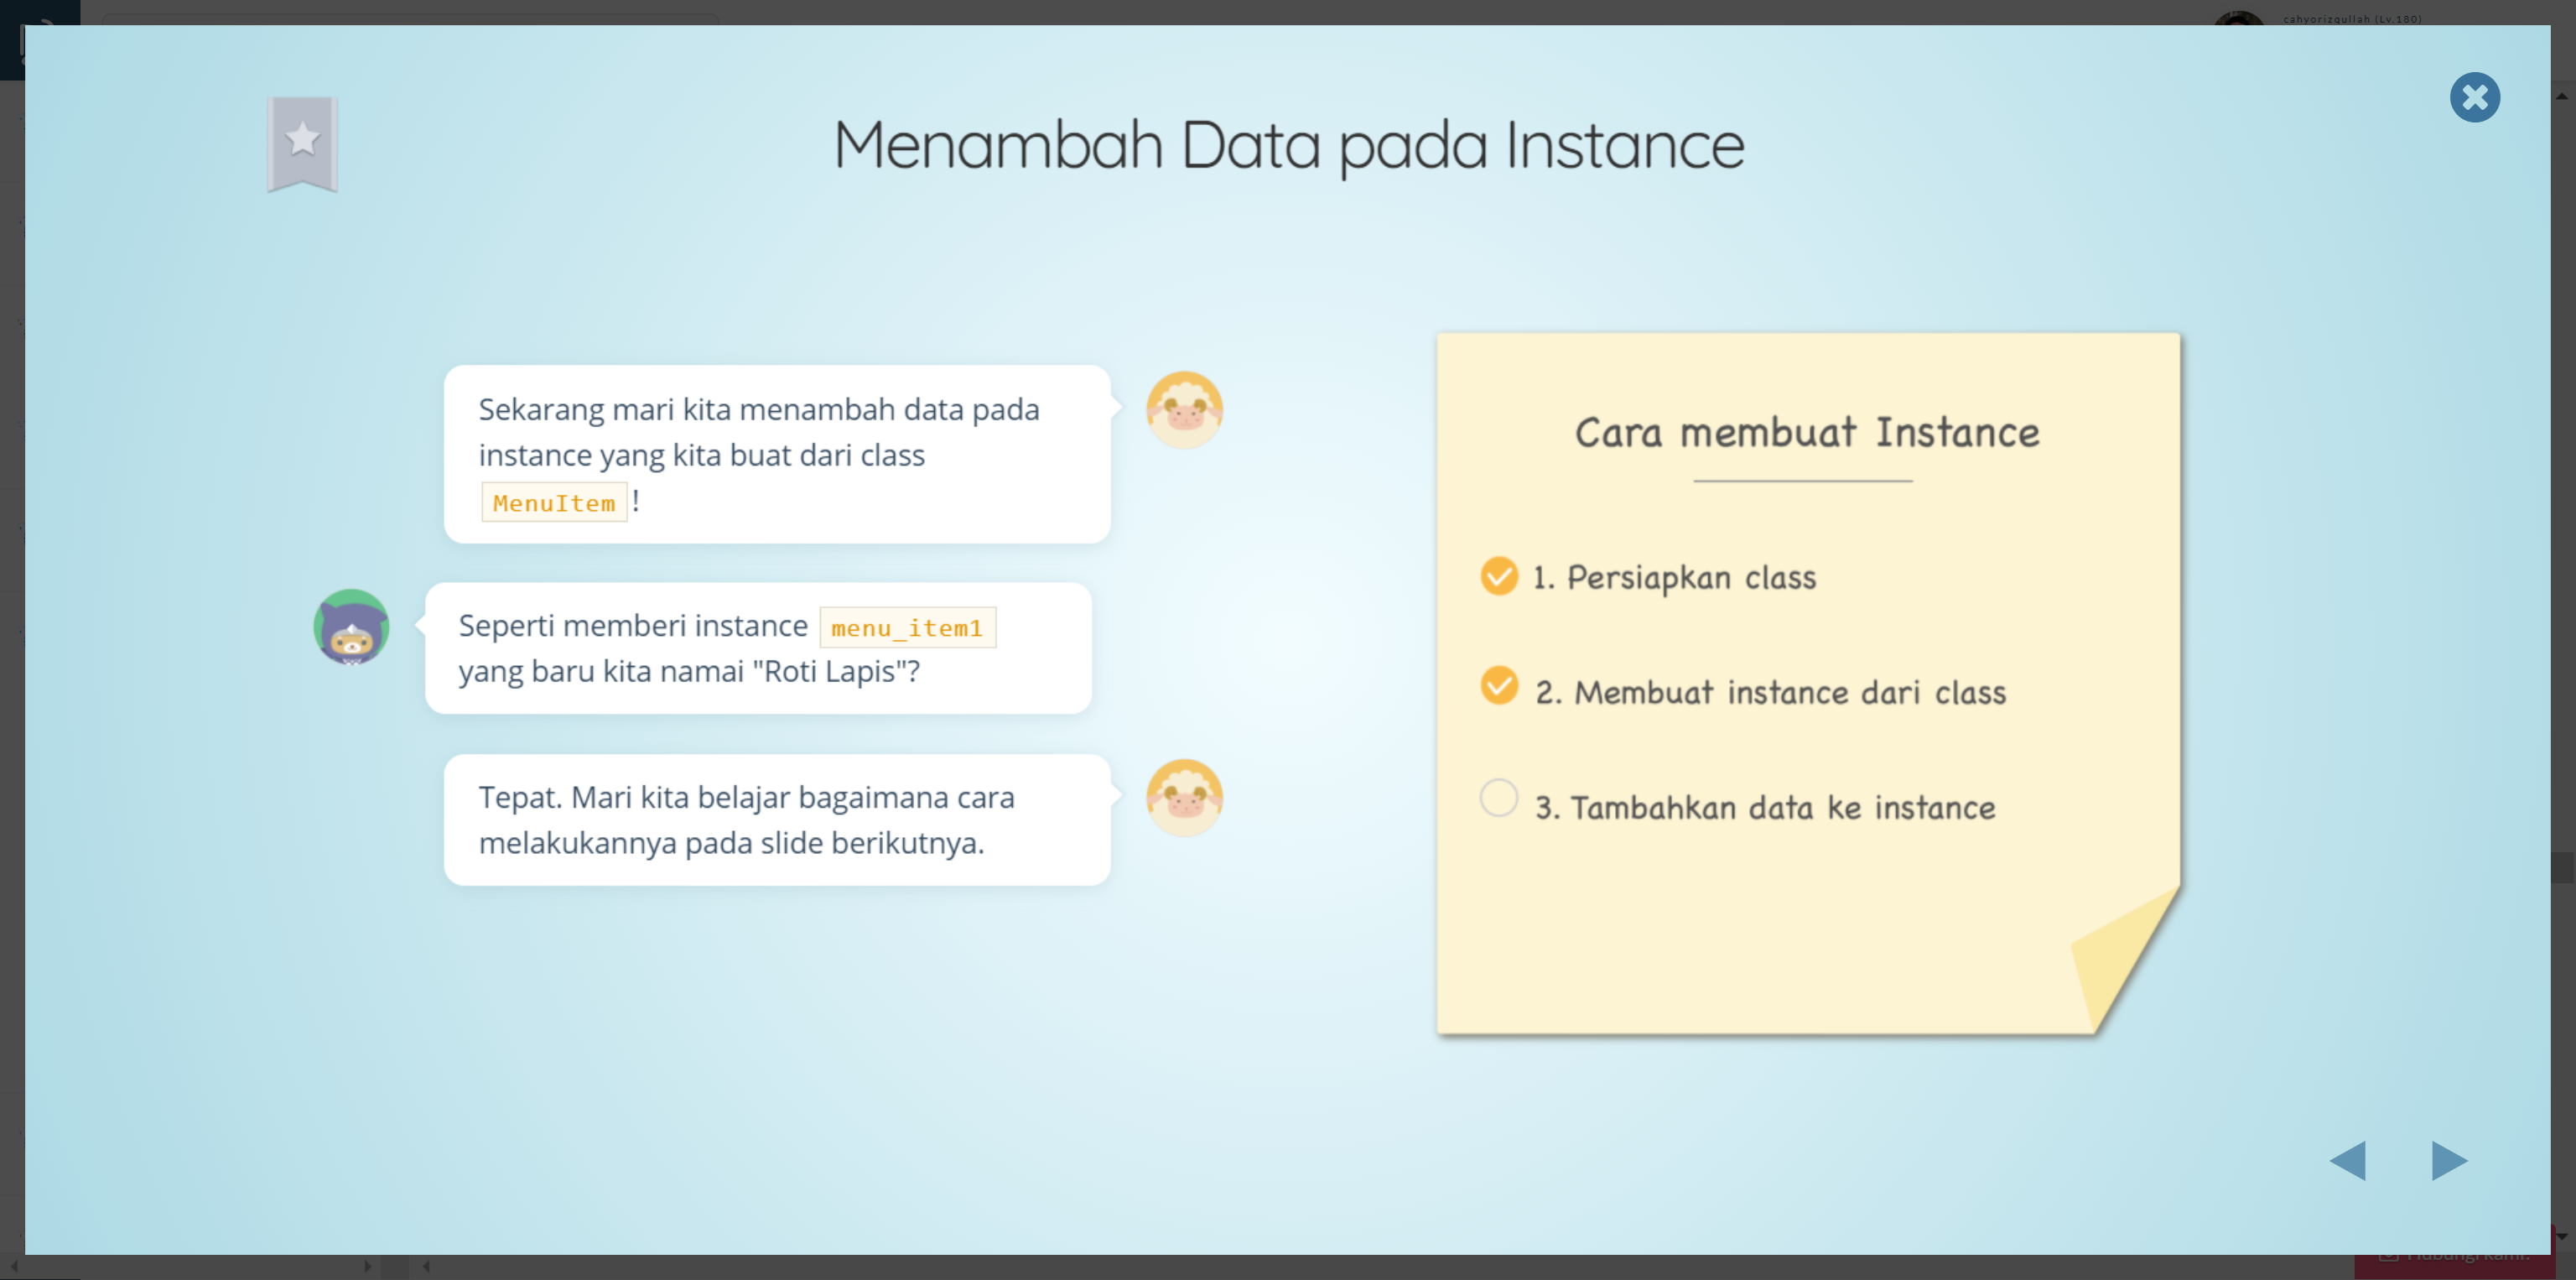 cahyorizqullah (Lv.180)
Menambah Data pada Instance
Sekarang mari kita menambah data pada
instance yang kita buat dari class
MenuItem !
Seperti memberi instance menu_item1
yang baru kita namai "Roti Lapis"?
Tepat. Mari kita belajar bagaimana cara
melakukannya pada slide berikutnya.
Cara membuat Instance
1. Persiapkan class
2. Membuat instance dari class
3. Tambahkan data ke instance
Hubungi kami!